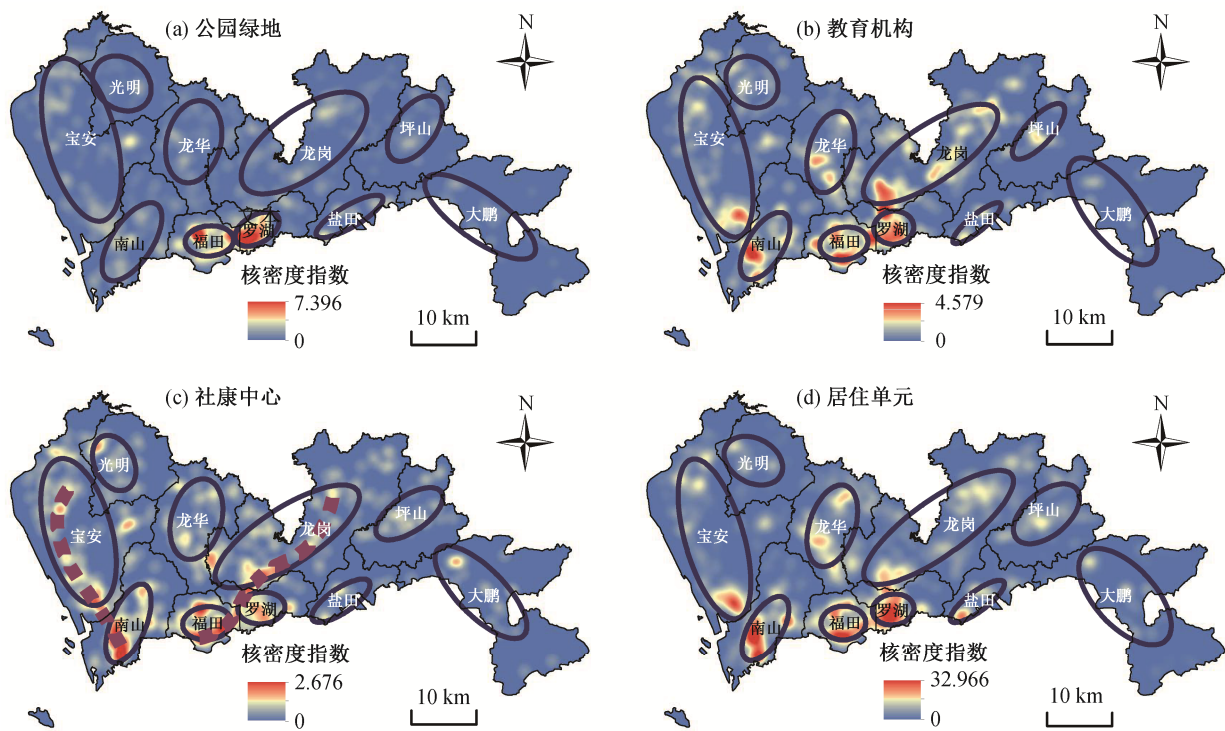 (a) 公园绿地
N
光明
宝安
龙华
龙岗
坪山
南山
福田
罗湖
盐田
大鹏
核密度指数
7.396
0
10 km
(b) 教育机构
N
光明
宝安
龙华
龙岗
坪山
南山
福田
罗湖
盐田
大鹏
核密度指数
4.579
0
10 km
(c) 社康中心
N
光明
宝安
龙华
龙岗
坪山
南山
福田
罗湖
盐田
大鹏
核密度指数
2.676
0
10 km
(d) 居住单元
N
光明
宝安
龙华
龙岗
坪山
南山
福田
罗湖
盐田
大鹏
核密度指数
32.966
0
10 km